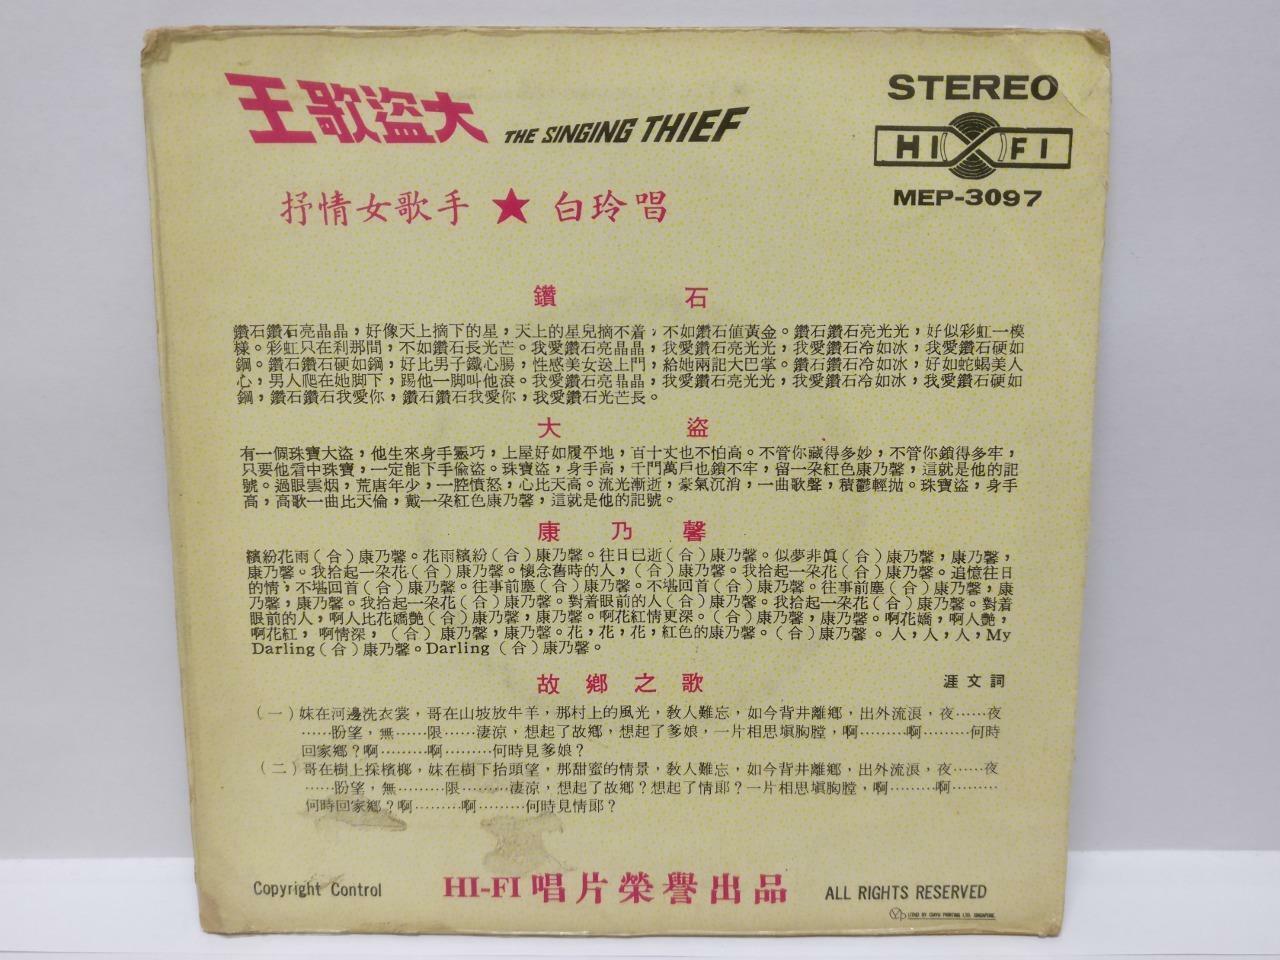 大盜歌王 THE SINGING THIEF
STEREO
HI FI
MEP-3097
抒情女歌手 ★ 白玲唱
鑽石
鑽石鑽石亮晶晶，好像天上摘下的星，天上的星兒摘不着，不如鑽石值黃金。鑽石鑽石亮光光，好似彩虹一模
樣。彩虹只在刹那間，不如鑽石長光芒。我愛鑽石亮晶晶，我愛鑽石亮光光，我愛鑽石冷如冰，我愛鑽石硬如
鋼。鑽石鑽石硬如鋼，好比男子鐵心腸，性感美女送上門，給她兩記大巴掌。鑽石鑽石冷如冰，好如蛇蝎美人
心，男人爬在她脚下，踢他一脚叫他滾。我愛鑽石亮晶晶，我愛鑽石亮光光，我愛鑽石冷如冰，我愛鑽石硬如
鋼，鑽石鑽石我愛你，鑽石鑽石我愛你，我愛鑽石光芒長。
大盜
有一個珠寶大盜，他生來身手靈巧，上屋好如履平地，百十丈也不怕高。不管你藏得多妙，不管你鎖得多牢，
只要他看中珠寶，一定能下手偷盜。珠寶盜，身手高，千門萬戶也鎖不牢，留一朶紅色康乃馨，這就是他的記
號。過眼雲烟，荒唐年少，一腔憤怒，心比天高。流光漸逝，豪氣沉消，一曲歌聲，積鬱輕抛。珠寶盜，身手
高，高歌一曲比天倫，戴一朶紅色康乃馨，這就是他的記號。
康乃馨
繽紛花雨（合）康乃馨。花雨繽紛（合）康乃馨。往日已逝（合）康乃馨。似夢非眞（合）康乃馨，康乃馨，
康乃馨。我拾起一朶花（合）康乃馨。懷念舊時的人，（合）康乃馨。我拾起一朶花（合）康乃馨。追憶往日
的情，不堪回首（合）康乃馨。往事前塵（合）康乃馨。不堪回首（合）康乃馨。往事前塵（合）康乃馨，康
乃馨，康乃馨。我拾起一朶花（合）康乃馨。對着眼前的人（合）康乃馨。我拾起一朶花（合）康乃馨。對着
眼前的人，啊人比花嬌艷（合）康乃馨，康乃馨。啊花紅情更深。（合）康乃馨，康乃馨。啊花嬌，啊人艷，
啊花紅，啊情深，（合）康乃馨，康乃馨。花，花，花，紅色的康乃馨。（合）康乃馨。人，人，人，My
Darling（合）康乃馨。Darling（合）康乃馨。
故鄉之歌
涯文詞
（一）妹在河邊洗衣裳，哥在山坡放牛羊，那村上的風光，敎人難忘，如今背井離鄉，出外流浪，夜……夜
……盼望，無……限……淒涼，想起了故鄉，想起了爹娘，一片相思塡胸膛，啊………啊………何時
回家鄉？啊………啊………何時見爹娘？
（二）哥在樹上採檳榔，妹在樹下抬頭望，那甜蜜的情景，敎人難忘，如今背井離鄉，出外流浪，夜……夜
……盼望，無………限………淒涼，想起了故鄉？想起了情郞？一片相思塡胸膛，啊………啊………
何時回家鄉？啊………啊………何時見情郞？
Copyright Control
HI-FI 唱片榮譽出品
ALL RIGHTS RESERVED